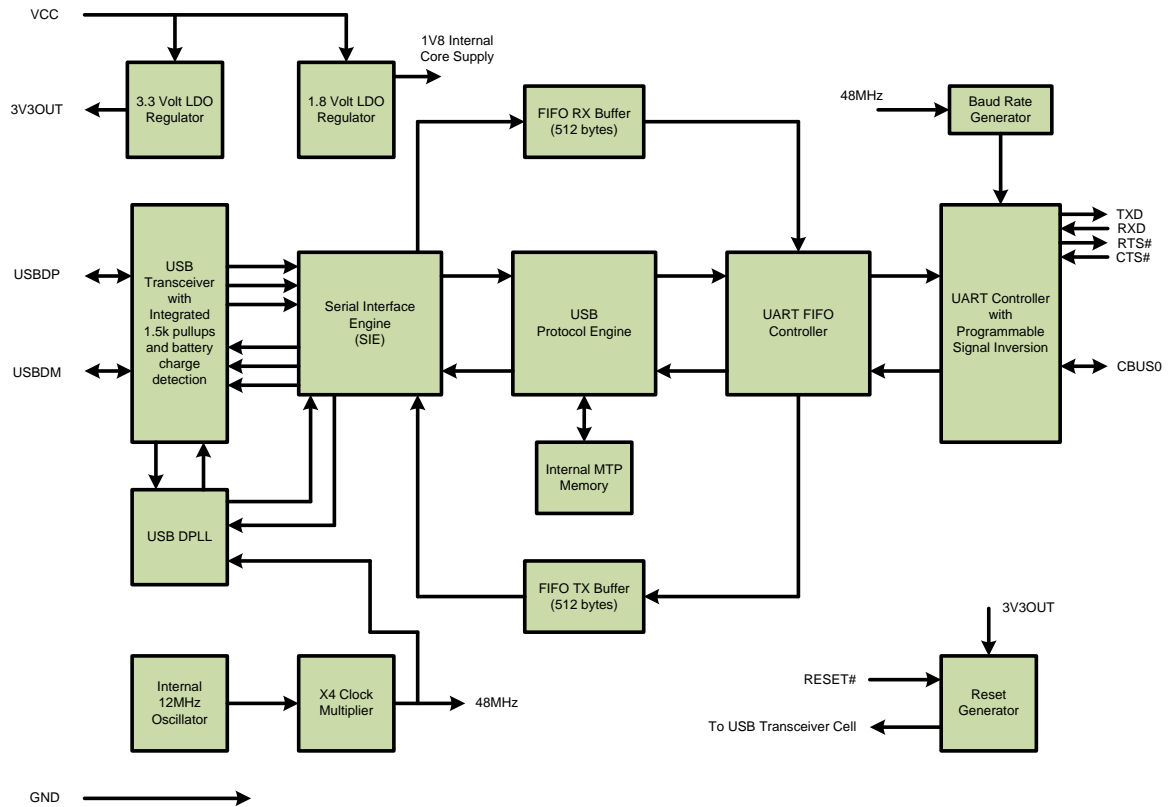 VCC
1V8 Internal
Core Supply
3V3OUT
3.3 Volt LDO
Regulator
1.8 Volt LDO
Regulator
FIFO RX Buffer
(512 bytes)
48MHz
Baud Rate
Generator
USBDP
USBDM
USB
Transceiver
with
Integrated
1.5k pullups
and battery
charge
detection
Serial Interface
Engine
(SIE)
USB
Protocol Engine
UART FIFO
Controller
UART Controller
with
Programmable
Signal Inversion
TXD
RXD
RTS#
CTS#
CBUS0
Internal MTP
Memory
USB DPLL
FIFO TX Buffer
(512 bytes)
3V3OUT
Internal
12MHz
Oscillator
X4 Clock
Multiplier
48MHz
RESET#
Reset
Generator
To USB Transceiver Cell
GND